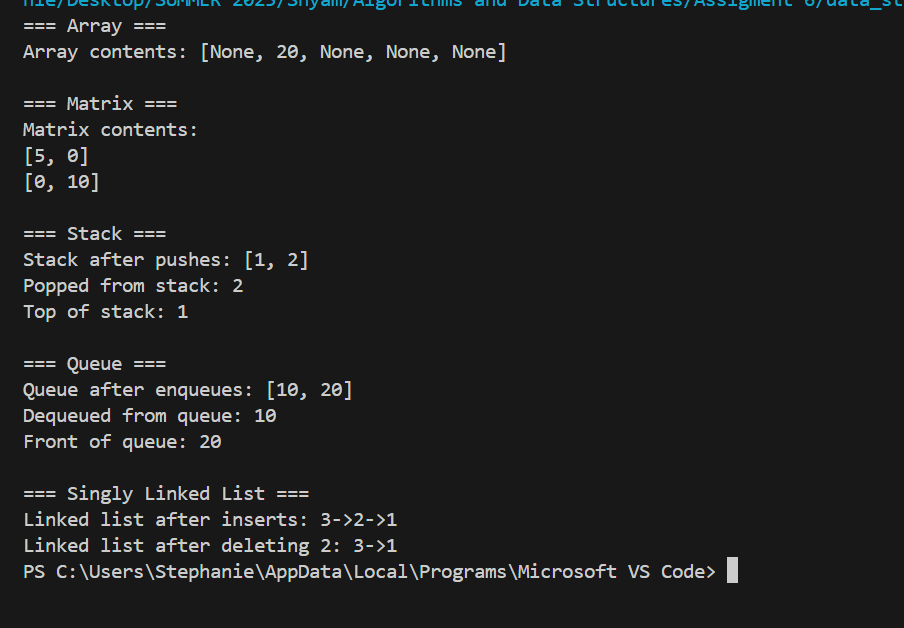 nie/Desktop/SUMMER 2025/Shyam/Algorithms and Data Structures/Assigment 6/data_st
=== Array ===
Array contents: [None, 20, None, None, None]
=== Matrix ===
Matrix contents:
[5, 0]
[0, 10]
=== Stack ===
Stack after pushes: [1, 2]
Popped from stack: 2
Top of stack: 1
=== Queue ===
Queue after enqueues: [10, 20]
Dequeued from queue: 10
Front of queue: 20
=== Singly Linked List ===
Linked list after inserts: 3->2->1
Linked list after deleting 2: 3->1
PS C:\Users\Stephanie\AppData\Local\Programs\Microsoft VS Code>